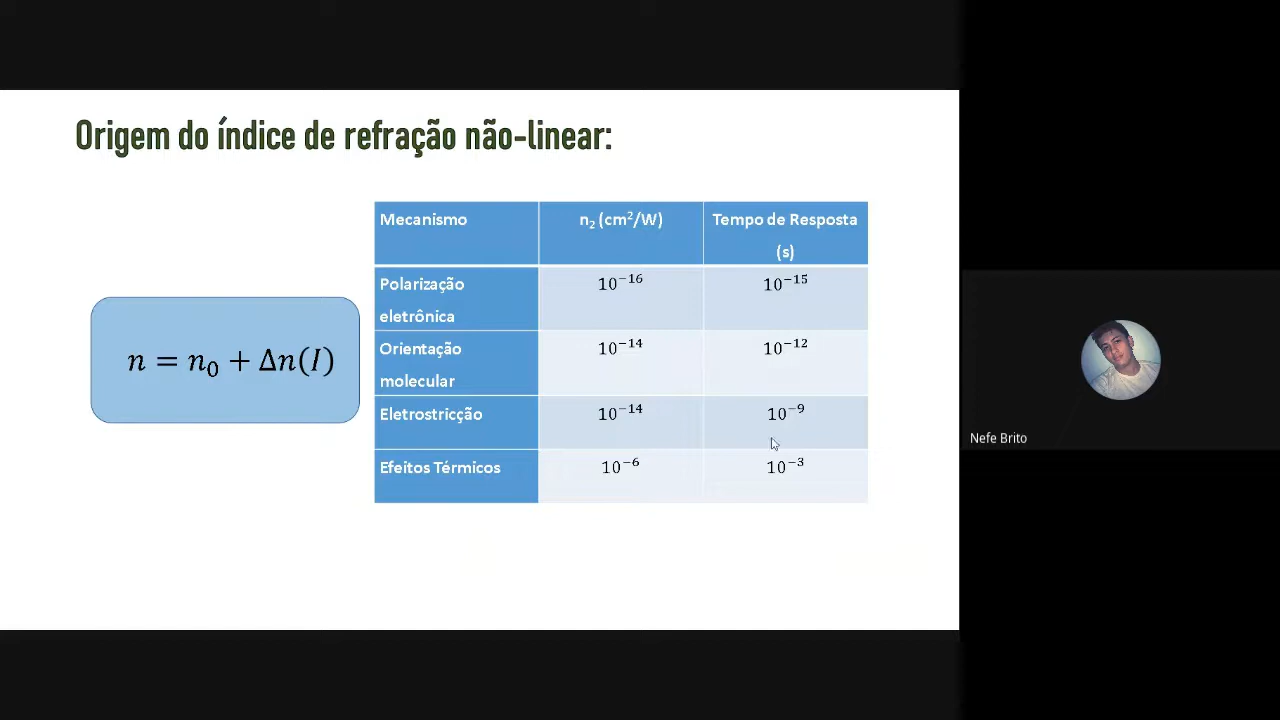 Origem do índice de refração não-linear:
n = n₀ + Δn(I)
Mecanismo n₂ (cm²/W) Tempo de Resposta
(s)
Polarização 10⁻¹⁶ 10⁻¹⁵
eletrônica
Orientação 10⁻¹⁴ 10⁻¹²
molecular
Eletrostricção 10⁻¹⁴ 10⁻⁹
Efeitos Térmicos 10⁻⁶ 10⁻³
Nefe Brito